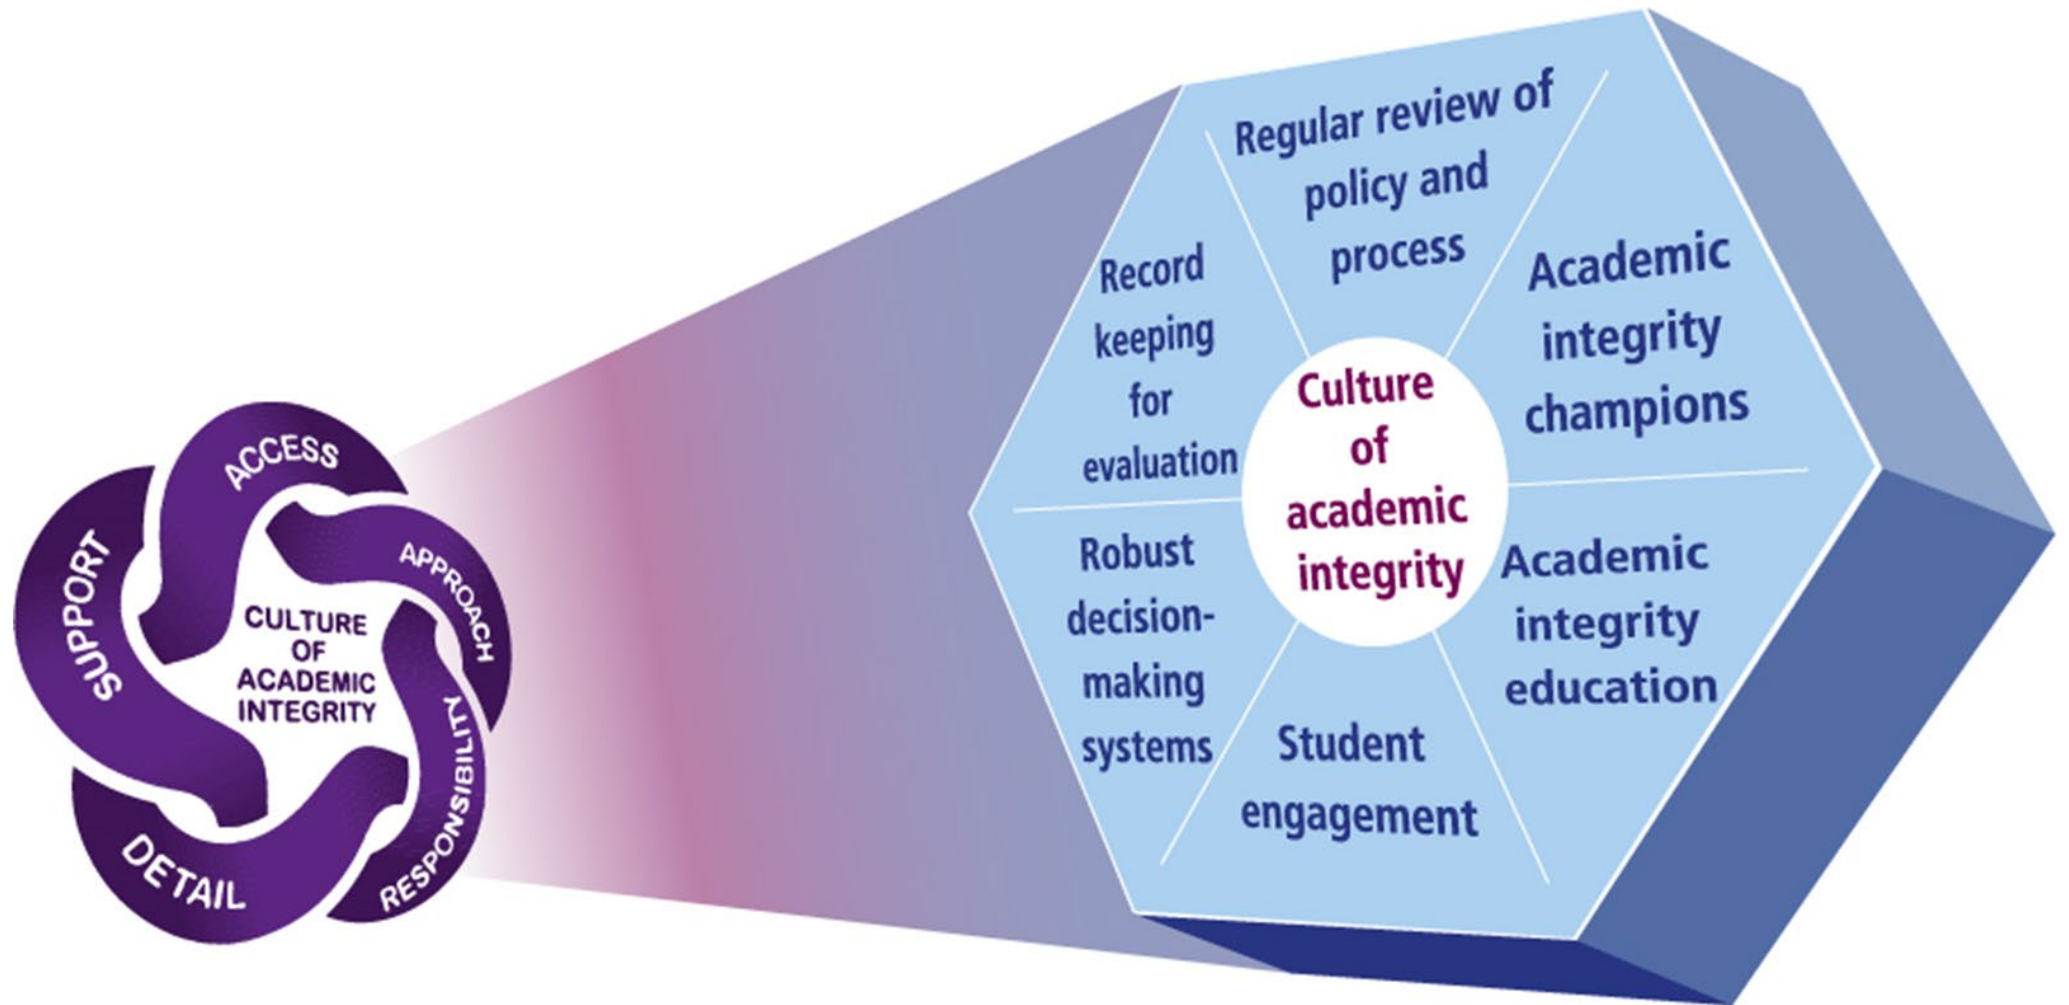 ACCESS
APPROACH
SUPPORT
CULTURE
OF
ACADEMIC
INTEGRITY
RESPONSIBILITY
DETAIL
Regular review of
policy and
process
Academic
integrity
champions
Record
keeping
for
evaluation
Culture
of
academic
integrity
Robust
decision-
making
systems
Academic
integrity
education
Student
engagement